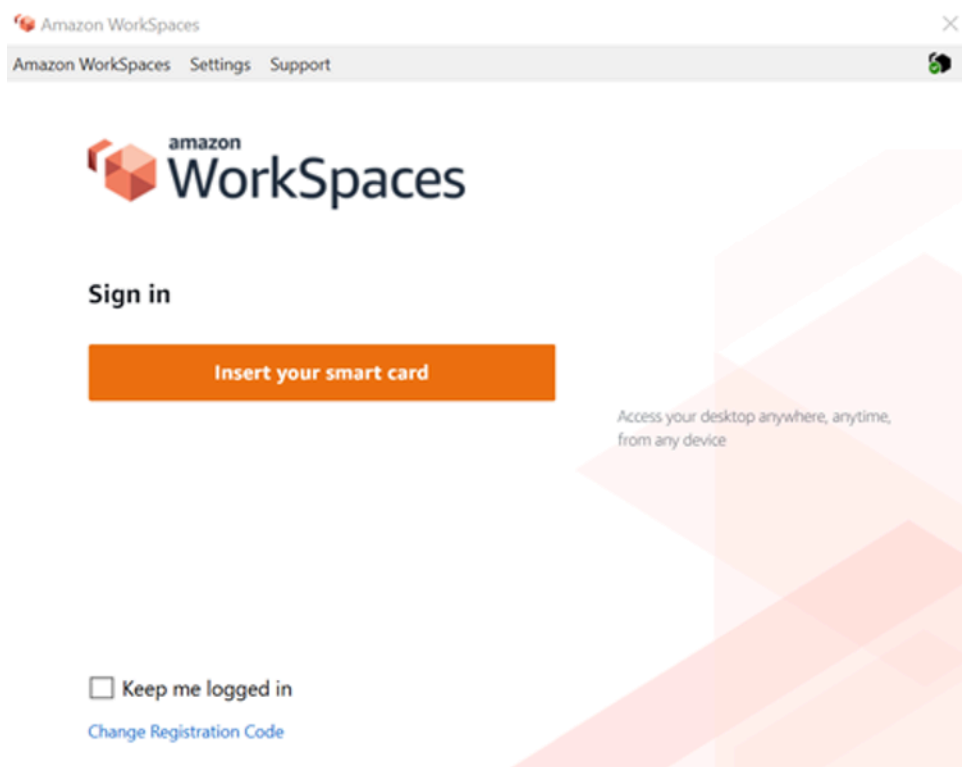 Amazon WorkSpaces
Amazon WorkSpaces Settings Support
amazon
WorkSpaces
Sign in
Insert your smart card
Access your desktop anywhere, anytime,
from any device
Keep me logged in
Change Registration Code